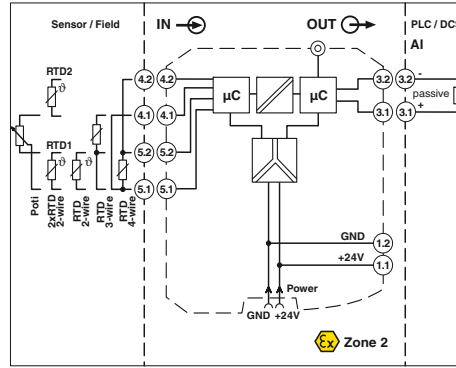 Sensor / Field
IN
OUT
PLC / DCS
AI
RTD2
ϑ
4.2
4.2
µC
µC
3.2
3.2
-
passive
4.1
4.1
3.1
3.1
+
RTD1
ϑ
ϑ
5.2
5.2
5.1
5.1
Poti
2xRTD
2-wire
RTD
2-wire
RTD
3-wire
RTD
4-wire
GND
1.2
+24V
1.1
Power
GND +24V
Ex Zone 2